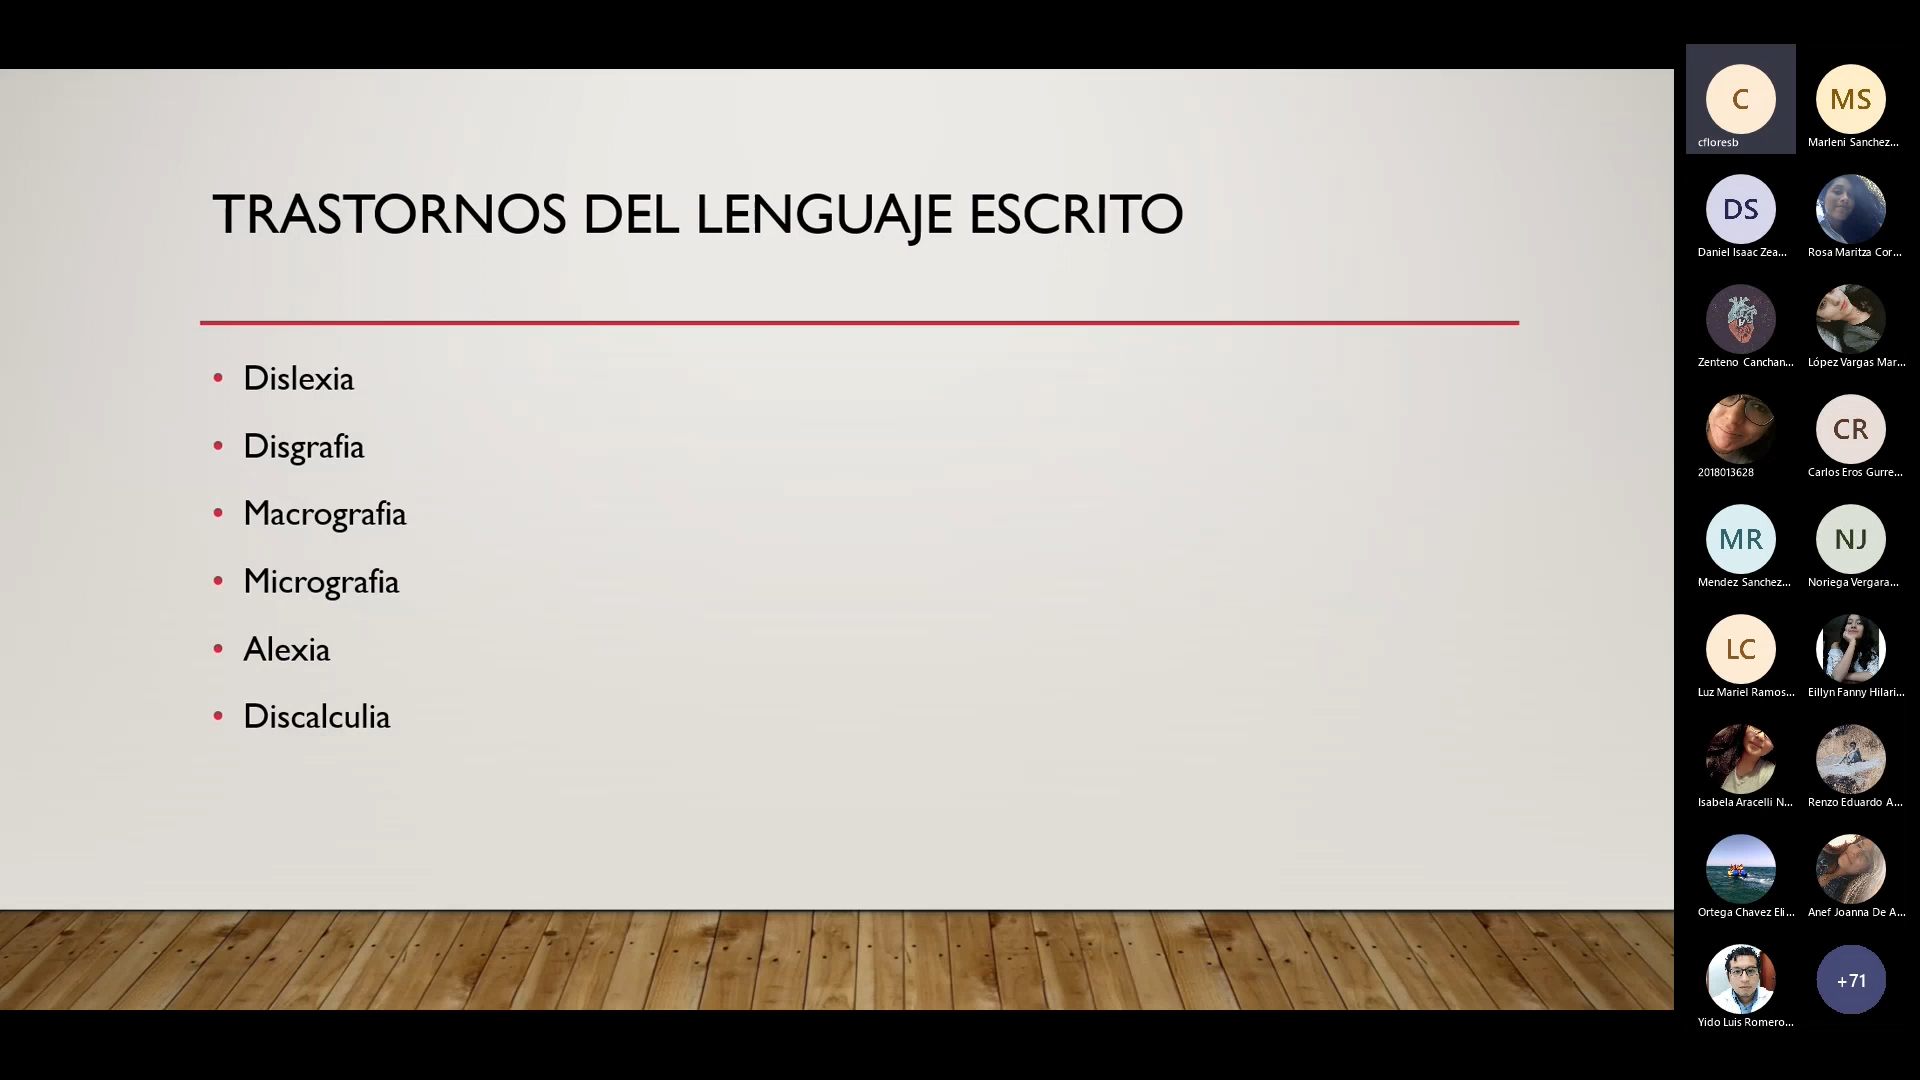 TRASTORNOS DEL LENGUAJE ESCRITO
• Dislexia
• Disgrafia
• Macrografia
• Micrografia
• Alexia
• Discalculia
C
cfloresb
MS
Marleni Sanchez...
DS
Daniel Isaac Zea...
Rosa Maritza Cor...
Zenteno Canchan...
López Vargas Mar...
2018013628
CR
Carlos Eros Gurre...
MR
Mendez Sanchez...
NJ
Noriega Vergara...
LC
Luz Mariel Ramos...
Eillyn Fanny Hilari...
Isabela Aracelli N...
Renzo Eduardo A...
Ortega Chavez Eli...
Anef Joanna De A...
Yido Luis Romero...
+71